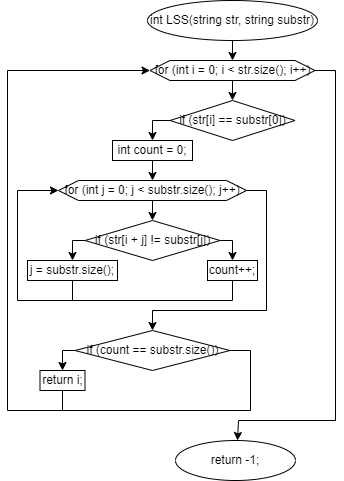 int LSS(string str, string substr)
for (int i = 0; i < str.size(); i++)
if (str[i] == substr[0])
int count = 0;
for (int j = 0; j < substr.size(); j++)
if (str[i + j] != substr[j])
j = substr.size();
count++;
if (count == substr.size())
return i;
return -1;